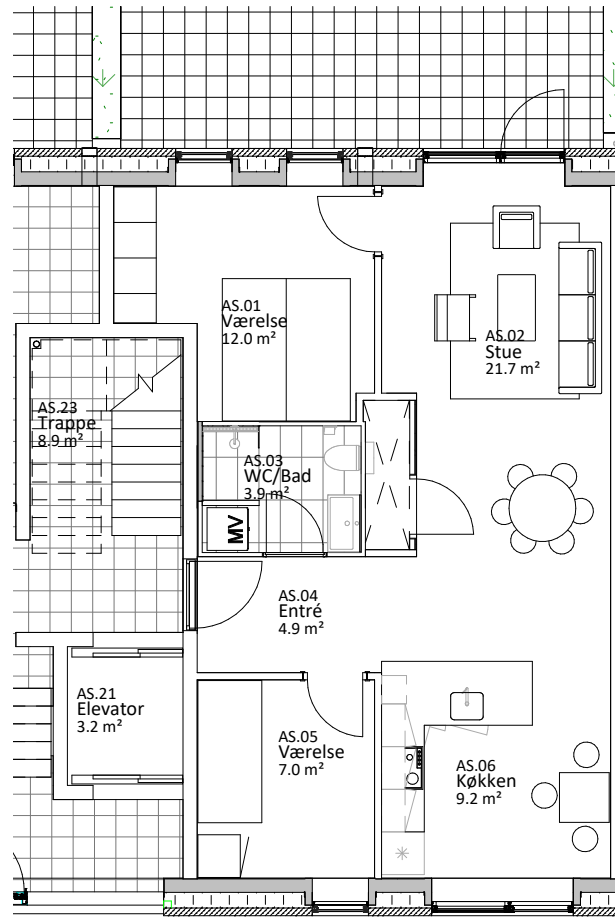 AS.01
Værelse
12.0 m²
AS.02
Stue
21.7 m²
AS.23
Trappe
8.9 m²
AS.03
WC/Bad
3.9 m²
MV
AS.04
Entré
4.9 m²
AS.21
Elevator
3.2 m²
AS.05
Værelse
7.0 m²
AS.06
Køkken
9.2 m²